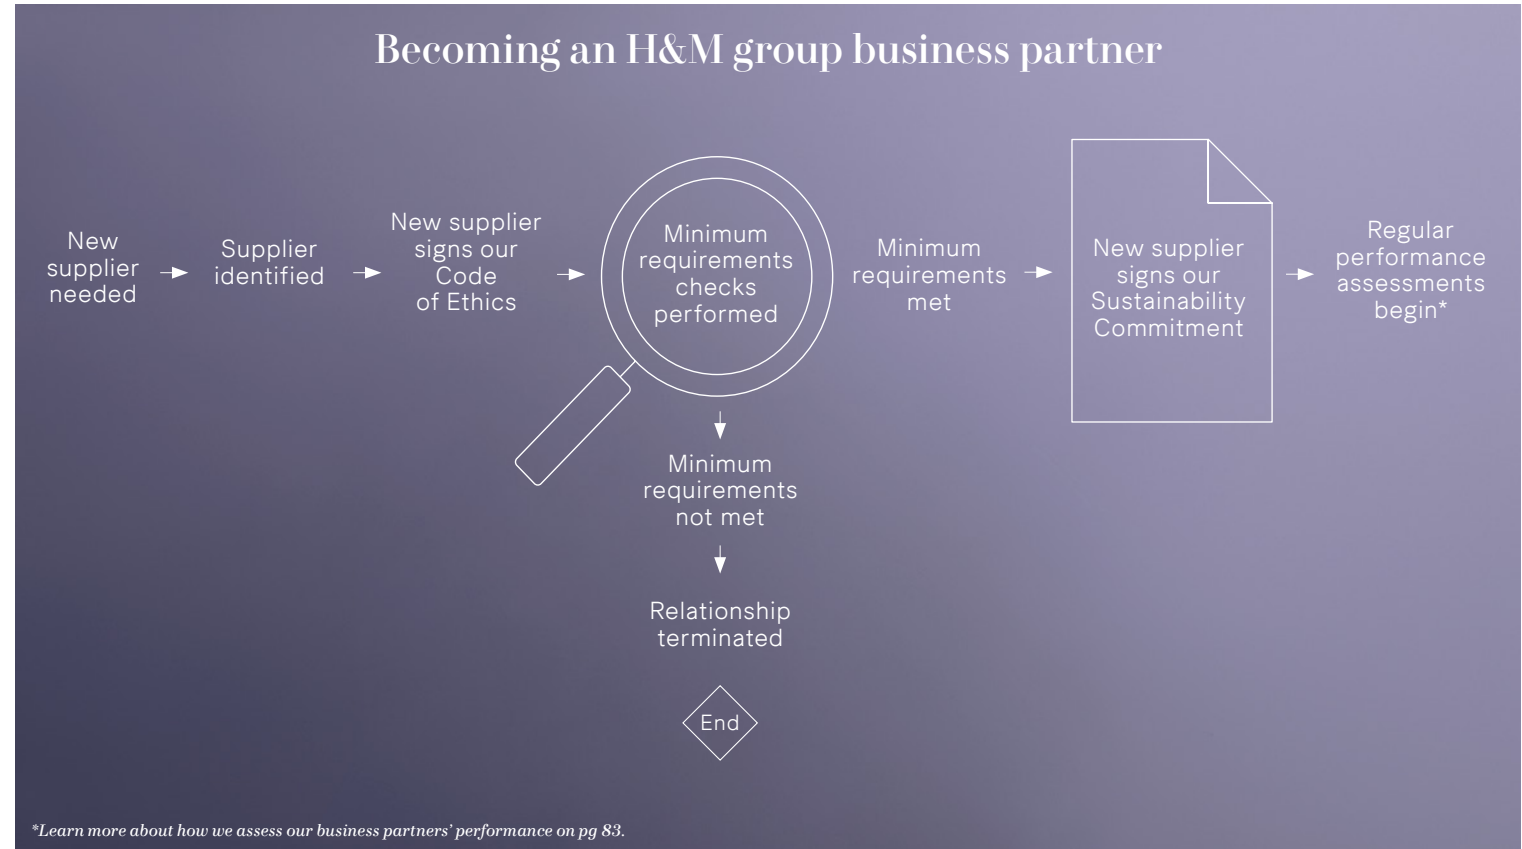 Becoming an H&M group business partner
New
supplier
needed
Supplier
identified
New supplier
signs our
Code
of Ethics
Minimum
requirements
checks
performed
Minimum
requirements
met
New supplier
signs our
Sustainability
Commitment
Regular
performance
assessments
begin*
Minimum
requirements
not met
Relationship
terminated
End
*Learn more about how we assess our business partners’ performance on pg 83.